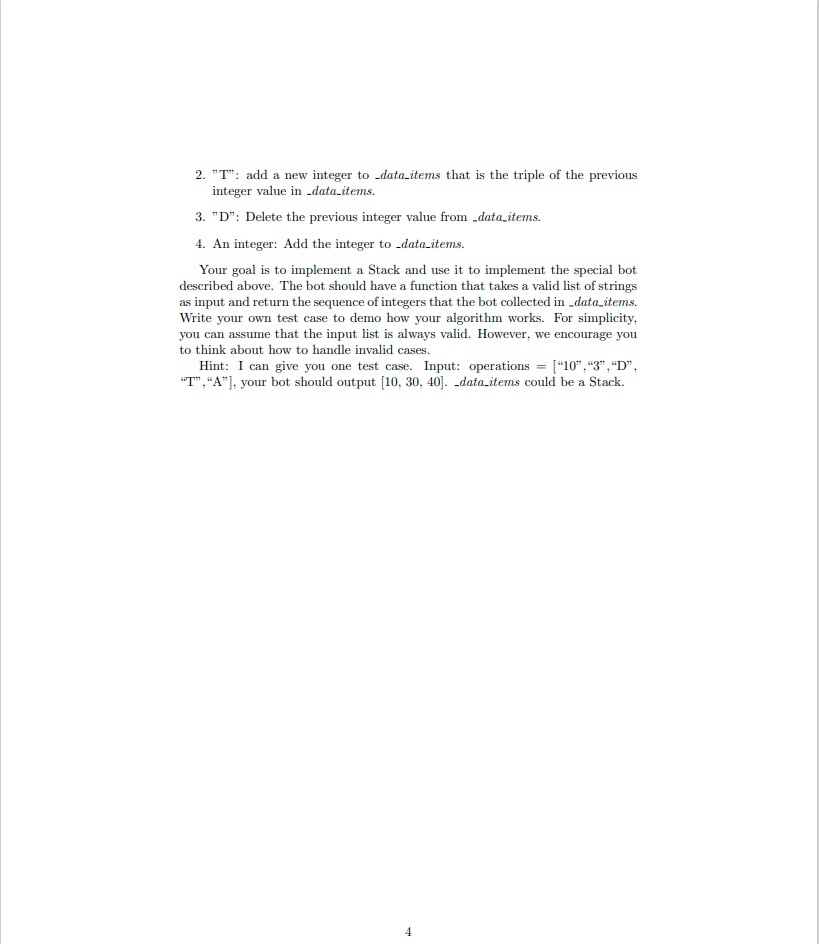 2. ”T”: add a new integer to _data_items that is the triple of the previous
integer value in _data_items.
3. ”D”: Delete the previous integer value from _data_items.
4. An integer: Add the integer to _data_items.
Your goal is to implement a Stack and use it to implement the special bot
described above. The bot should have a function that takes a valid list of strings
as input and return the sequence of integers that the bot collected in _data_items.
Write your own test case to demo how your algorithm works. For simplicity,
you can assume that the input list is always valid. However, we encourage you
to think about how to handle invalid cases.
Hint: I can give you one test case. Input: operations = [“10”,“3”,“D”,
“T”,“A”], your bot should output [10, 30, 40]. _data_items could be a Stack.
4